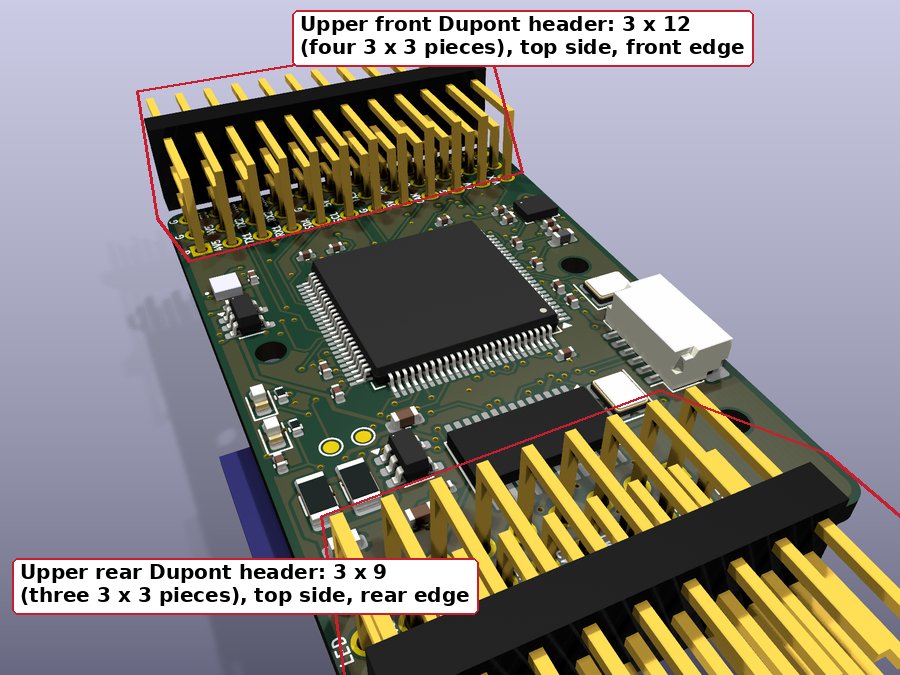 Upper front Dupont header: 3 x 12
(four 3 x 3 pieces), top side, front edge
Upper rear Dupont header: 3 x 9
(three 3 x 3 pieces), top side, rear edge